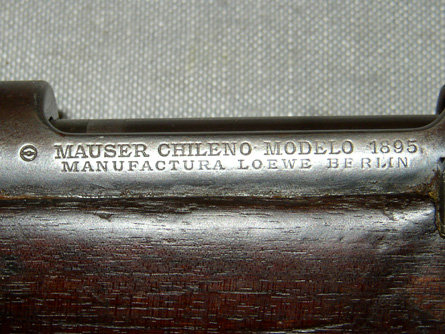 MAUSER CHILENO MODELO 1895
MANUFACTURA LOEWE BERLIN